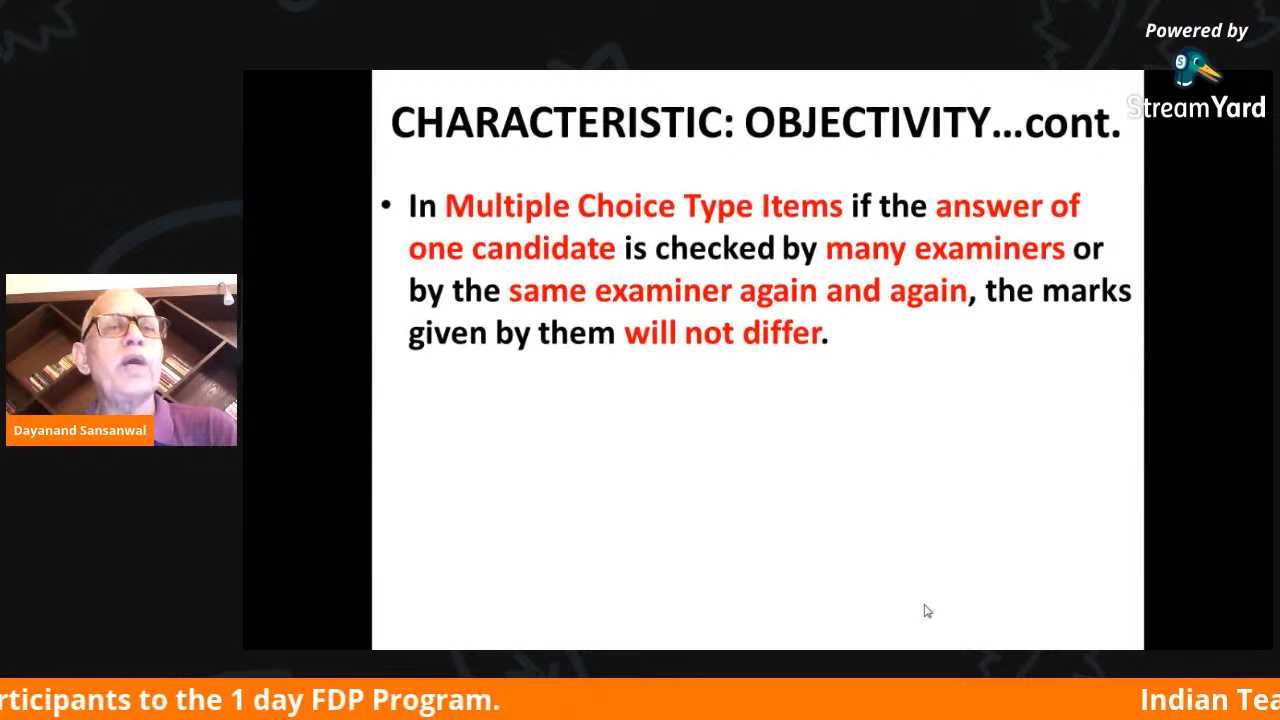 Powered by
StreamYard
CHARACTERISTIC: OBJECTIVITY...cont.
• In Multiple Choice Type Items if the answer of
one candidate is checked by many examiners or
by the same examiner again and again, the marks
given by them will not differ.
Dayanand Sansanwal
rticipants to the 1 day FDP Program.
Indian Tea